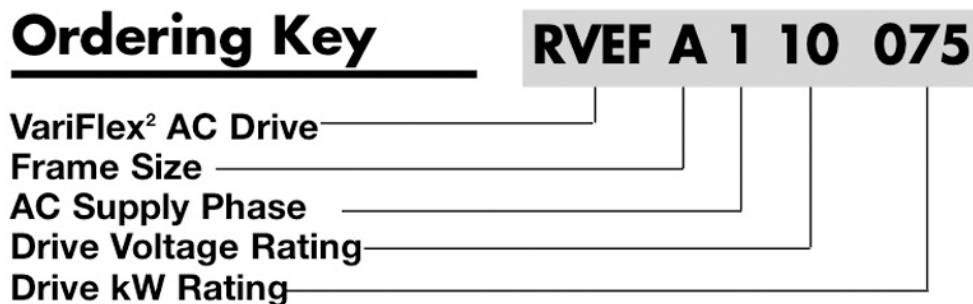 Ordering Key RVEF A 1 10 075
VariFlex² AC Drive
Frame Size
AC Supply Phase
Drive Voltage Rating
Drive kW Rating